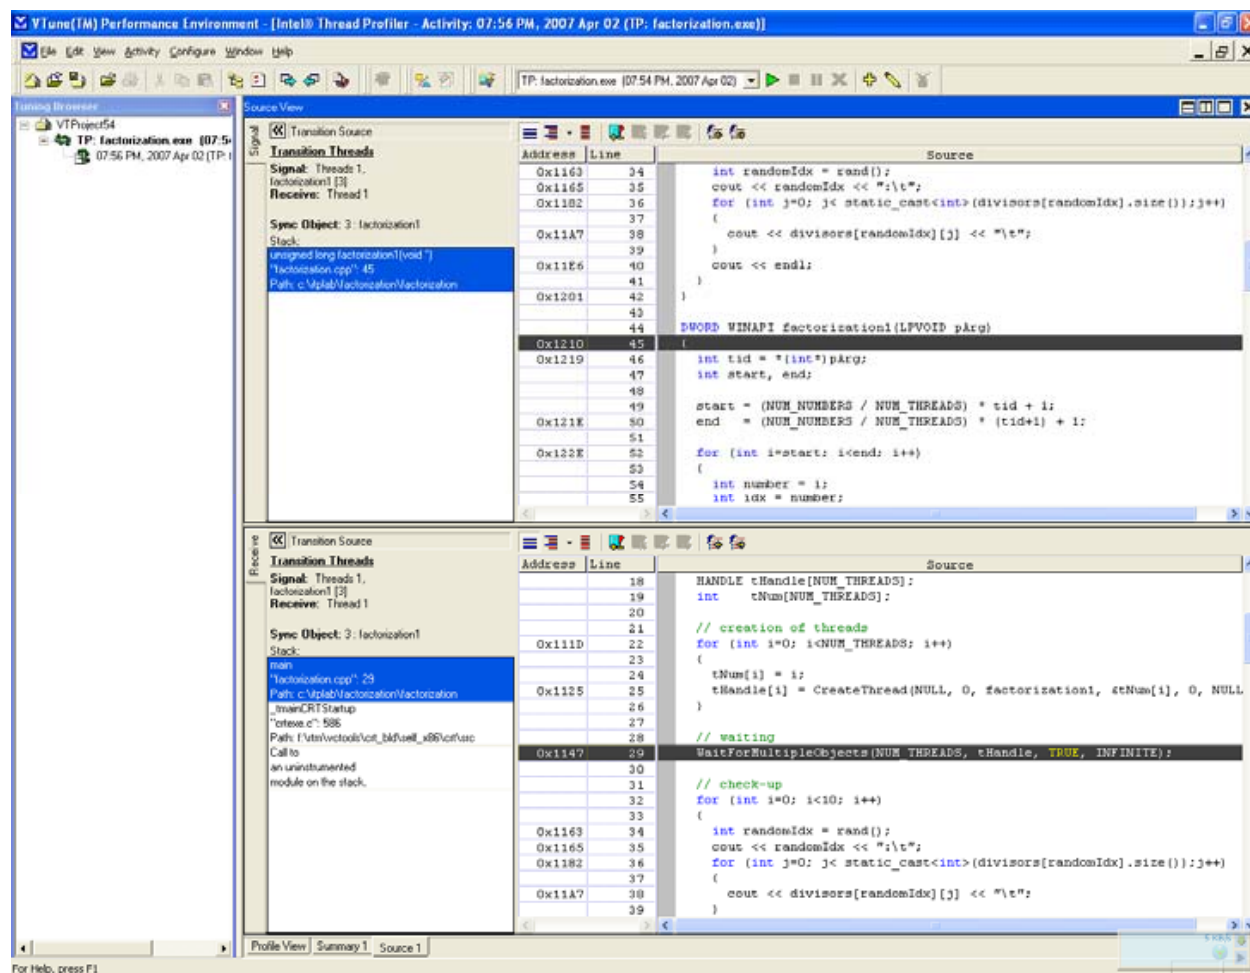 VTune(TM) Performance Environment - [Intel® Thread Profiler - Activity: 07:56 PM, 2007 Apr 02 (TP: factorization.exe)]
File Edit View Activity Configure Window Help
TP: factorization.exe (07:54 PM, 2007 Apr 02)
Tuning Browser
VTProject54
TP: factorization.exe (07:5
07:56 PM, 2007 Apr 02 (TP: f
Source View
Signal
Transition Source
Transition Threads
Signal: Threads 1,
factorization1 [3]
Receive: Thread 1
Sync Object: 3 : factorization1
Stack:
unsigned long factorization1(void *)
"factorization.cpp": 45
Path: c:\itplab\factorization\factorization
Address Line Source
0x1163 34 int randomIdx = rand();
0x1165 35 cout << randomIdx << ":\t";
0x1182 36 for (int j=0; j< static_cast<int>(divisors[randomIdx].size());j++)
37 {
0x11A7 38 cout << divisors[randomIdx][j] << "\t";
39 }
0x11E6 40 cout << endl;
41 }
0x1201 42 }
43
44 DWORD WINAPI factorization1(LPVOID pArg)
0x1210 45 {
0x1219 46 int tid = *(int*)pArg;
47 int start, end;
48
49 start = (NUM_NUMBERS / NUM_THREADS) * tid + 1;
0x121E 50 end = (NUM_NUMBERS / NUM_THREADS) * (tid+1) + 1;
51
0x122E 52 for (int i=start; i<end; i++)
53 {
54 int number = i;
55 int idx = number;
Receive
Transition Source
Transition Threads
Signal: Threads 1,
factorization1 [3]
Receive: Thread 1
Sync Object: 3 : factorization1
Stack:
main
"factorization.cpp": 29
Path: c:\itplab\factorization\factorization
_tmainCRTStartup
"crtexe.c": 586
Path: f:\rtm\vctools\crt_bld\self_x86\crt\src
Call to
an uninstrumented
module on the stack.
Address Line Source
18 HANDLE tHandle[NUM_THREADS];
19 int tNum[NUM_THREADS];
20
21 // creation of threads
0x111D 22 for (int i=0; i<NUM_THREADS; i++)
23 {
24 tNum[i] = i;
0x1125 25 tHandle[i] = CreateThread(NULL, 0, factorization1, &tNum[i], 0, NULL
26 }
27
28 // waiting
0x1147 29 WaitForMultipleObjects(NUM_THREADS, tHandle, TRUE, INFINITE);
30
31 // check-up
32 for (int i=0; i<10; i++)
33 {
0x1163 34 int randomIdx = rand();
0x1165 35 cout << randomIdx << ":\t";
0x1182 36 for (int j=0; j< static_cast<int>(divisors[randomIdx].size());j++)
37 {
0x11A7 38 cout << divisors[randomIdx][j] << "\t";
39 }
Profile View Summary 1 Source 1
For Help, press F1